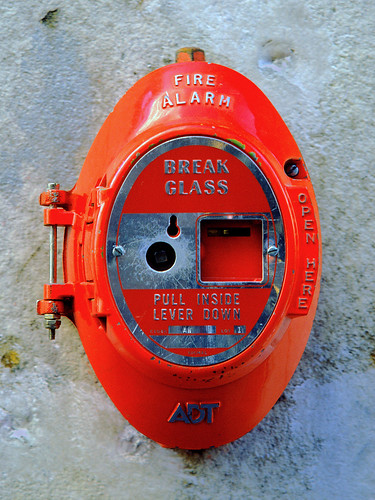 FIRE
ALARM
BREAK
GLASS
OPEN HERE
PULL INSIDE
LEVER DOWN
ADT